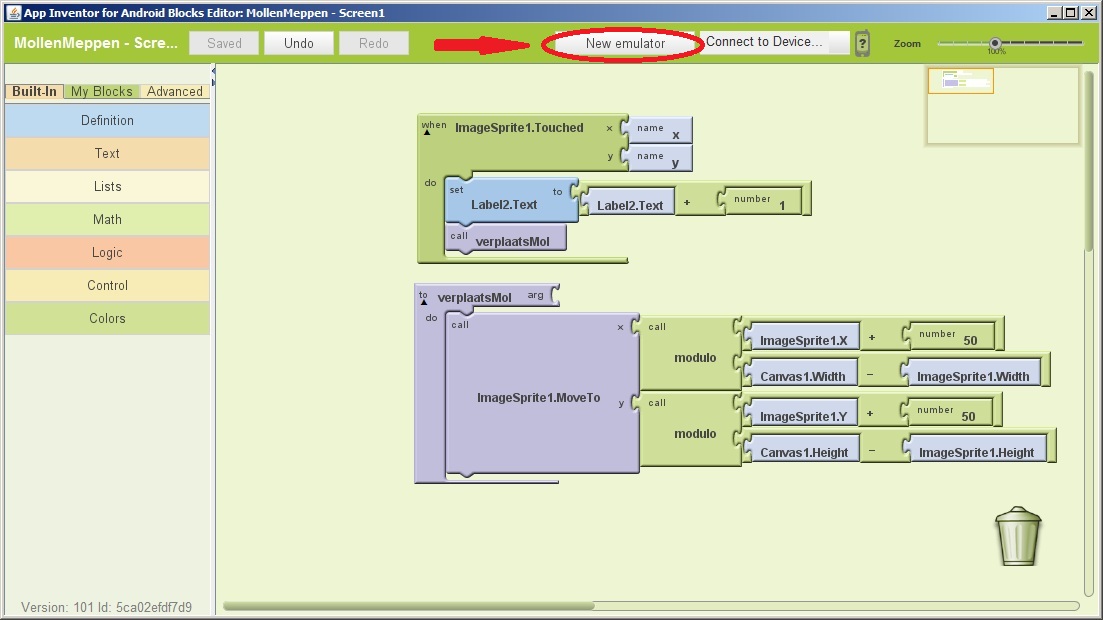 App Inventor for Android Blocks Editor: MollenMeppen - Screen1
MollenMeppen - Scre... Saved Undo Redo New emulator Connect to Device... ? Zoom 100%
Built-In My Blocks Advanced
Definition
Text
Lists
Math
Logic
Control
Colors
when ImageSprite1.Touched x name x
y name y
do set Label2.Text to Label2.Text + number 1
call verplaatsMol
to verplaatsMol arg
do call ImageSprite1.MoveTo x call modulo ImageSprite1.X + number 50
Canvas1.Width - ImageSprite1.Width
y call modulo ImageSprite1.Y + number 50
Canvas1.Height - ImageSprite1.Height
Version: 101 Id: 5ca02efdf7d9